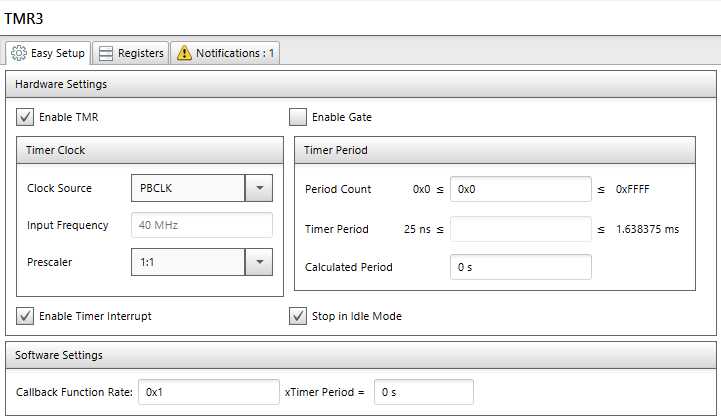 TMR3
Easy Setup Registers Notifications : 1
Hardware Settings
Enable TMR Enable Gate
Timer Clock Timer Period
Clock Source PBCLK Period Count 0x0 ≤ 0x0 ≤ 0xFFFF
Input Frequency 40 MHz Timer Period 25 ns ≤ ≤ 1.638375 ms
Prescaler 1:1 Calculated Period 0 s
Enable Timer Interrupt Stop in Idle Mode
Software Settings
Callback Function Rate: 0x1 xTimer Period = 0 s